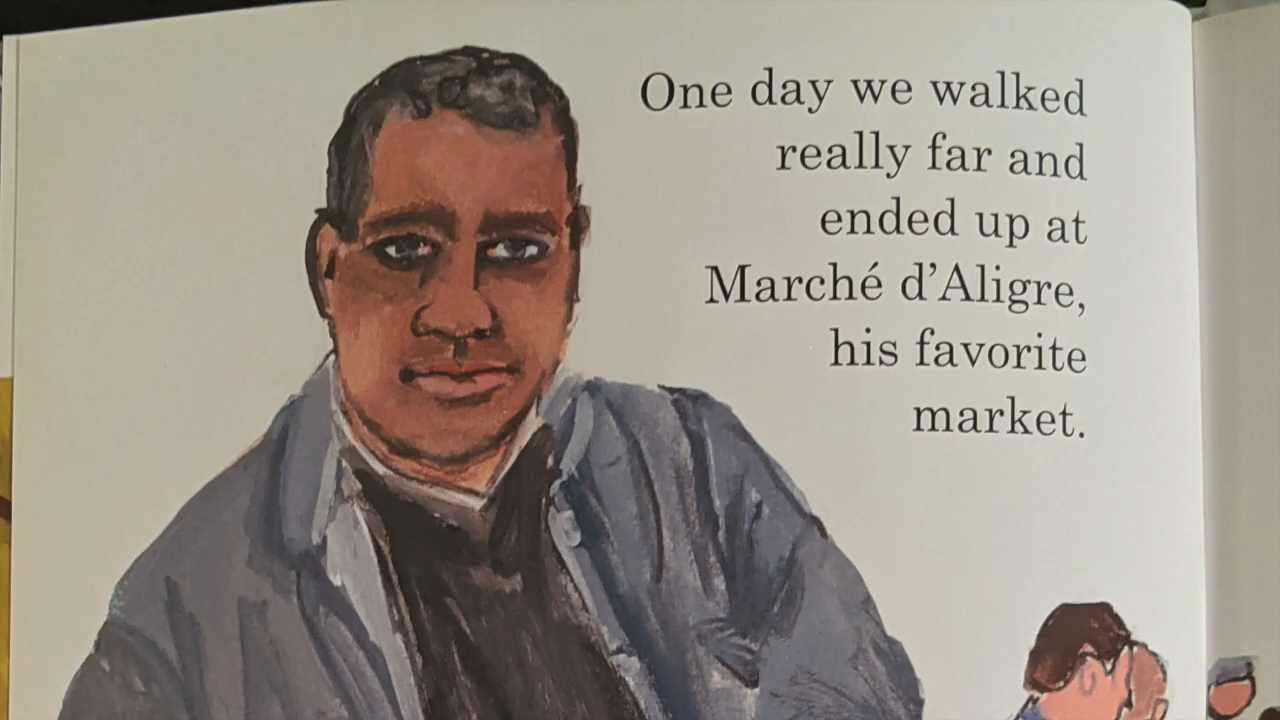 One day we walked
really far and
ended up at
Marché d’Aligre,
his favorite
market.